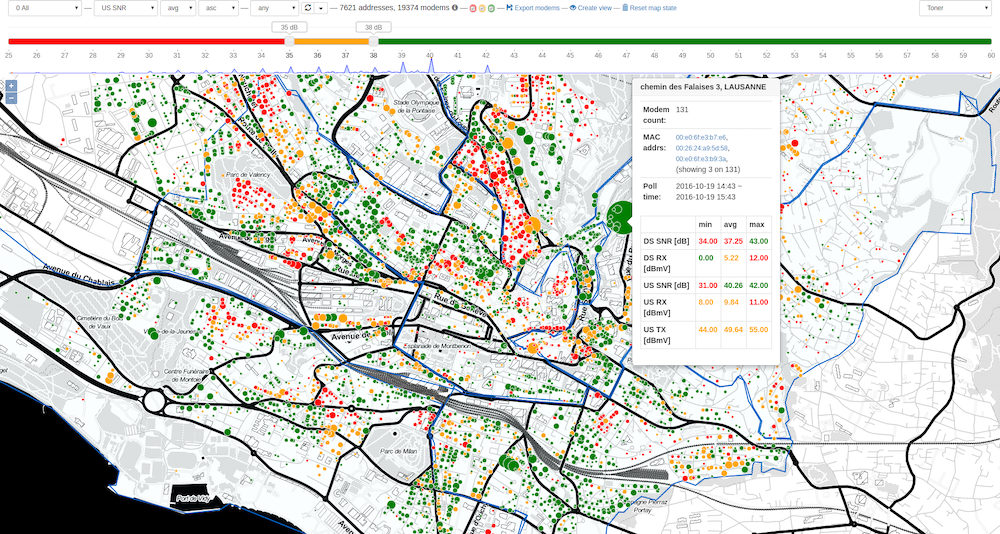 0 All — US SNR avg asc any — 7621 addresses, 19374 modems — Export modems — Create view — Reset map state Toner
35 dB 38 dB
25 26 27 28 29 30 31 32 33 34 35 36 37 38 39 40 41 42 43 44 45 46 47 48 49 50 51 52 53 54 55 56 57 58 59 60
+
−
chemin des Falaises 3, LAUSANNE
Modem count: 131
MAC addrs: 00:e0:6f:e3:b7:e6,
00:26:24:a9:5d:58,
00:e0:6f:e3:b9:3a,
(showing 3 on 131)
Poll time: 2016-10-19 14:43 ~
2016-10-19 15:43
min avg max
DS SNR [dB] 34.00 37.25 43.00
DS RX [dBmV] 0.00 5.22 12.00
US SNR [dB] 31.00 40.26 42.00
US RX [dBmV] 8.00 9.84 11.00
US TX [dBmV] 44.00 49.64 55.00
Stade Olympique
de la Pontaise
Parc de Valency
Avenue du Chablais
Rue de Genève
Cimetière du Bois
de Vaux
Esplanade de Montbenon
Centre Funéraire
de Montoie
Parc de Milan
Port de Vidy